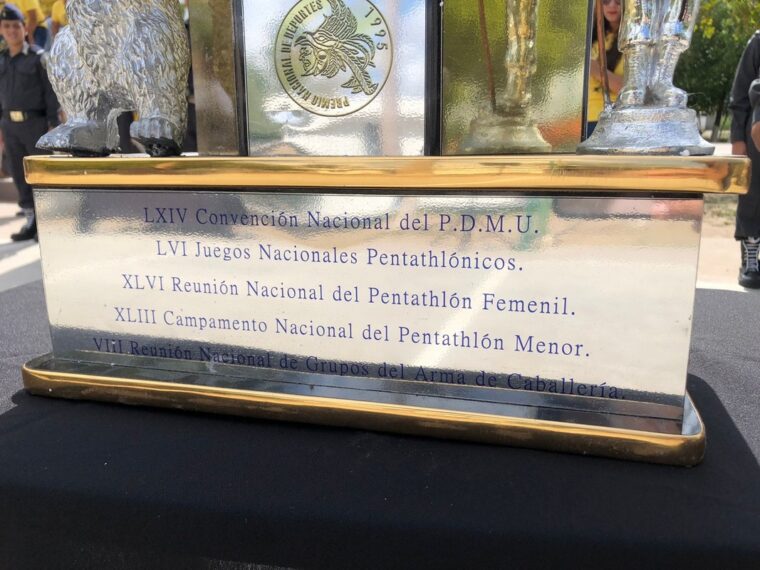 PREMIO NACIONAL DE DEPORTES 1995
LXIV Convención Nacional del P.D.M.U.
LVI Juegos Nacionales Pentathlónicos.
XLVI Reunión Nacional del Pentathlón Femenil.
XLIII Campamento Nacional del Pentathlón Menor.
VIII Reunión Nacional de Grupos del Arma de Caballería.